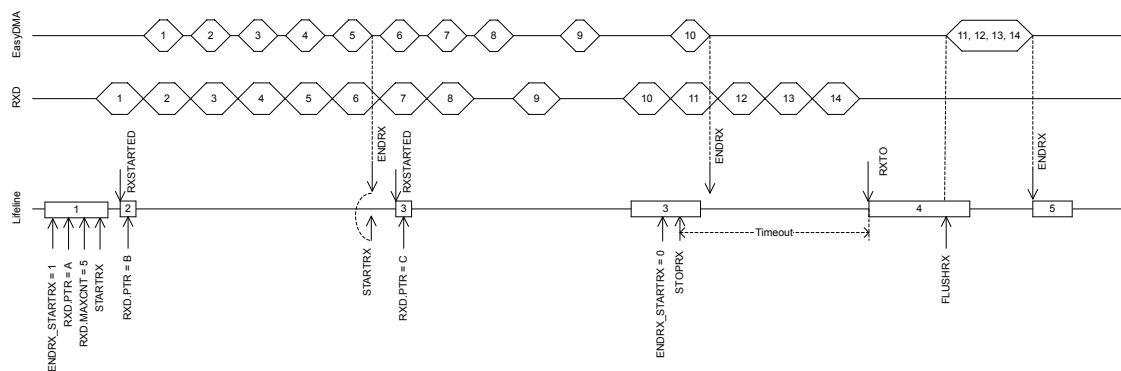 EasyDMA
1 2 3 4 5 6 7 8 9 10 11, 12, 13, 14
RXD
1 2 3 4 5 6 7 8 9 10 11 12 13 14
RXSTARTED
ENDRX
RXSTARTED
ENDRX
RXTO
ENDRX
Lifeline
1 2 3 3 4 5
Timeout
ENDRX_STARTRX = 1
RXD.PTR = A
RXD.MAXCNT = 5
STARTRX
RXD.PTR = B
STARTRX
RXD.PTR = C
ENDRX_STARTRX = 0
STOPRX
FLUSHRX